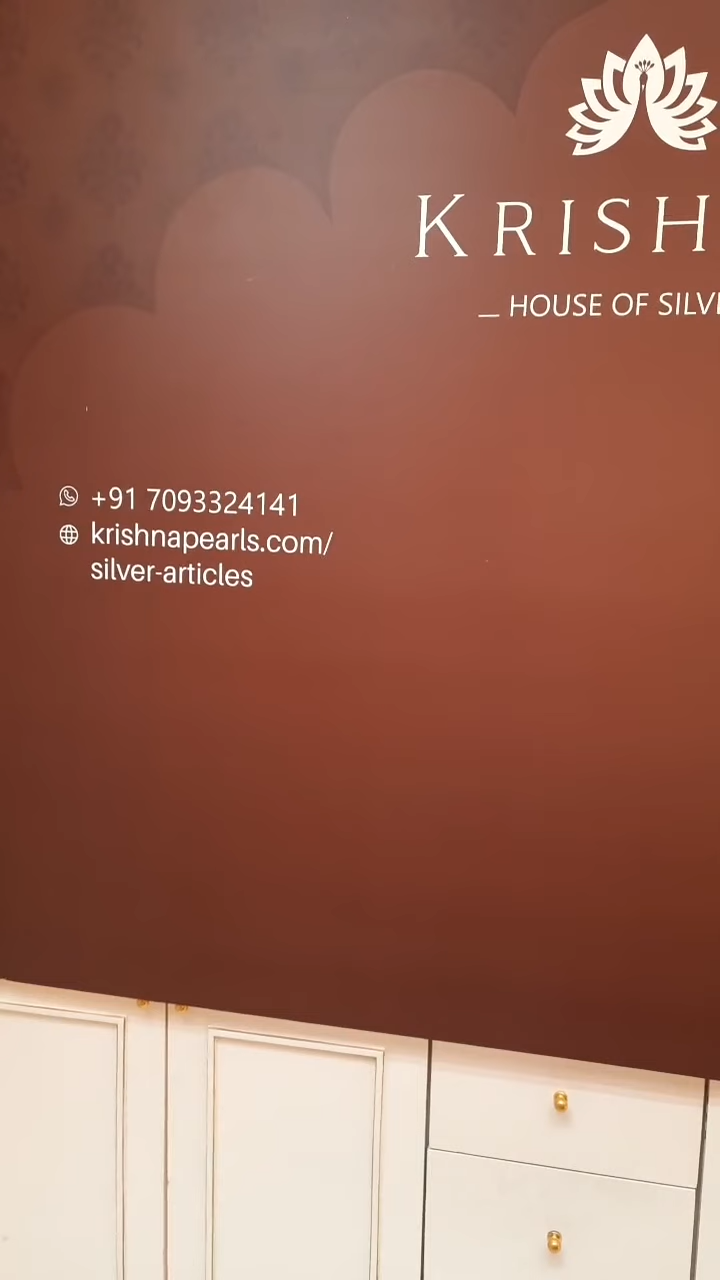 KRISH
_ HOUSE OF SILV
+91 7093324141
krishnapearls.com/
silver-articles